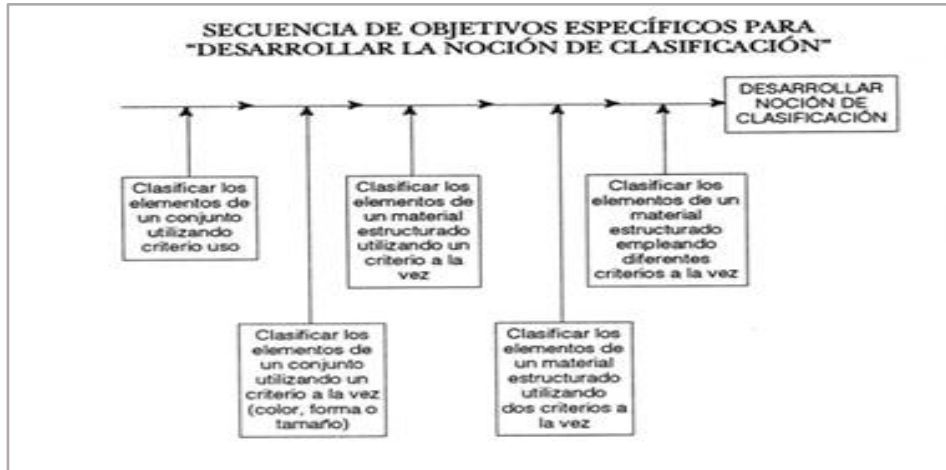 SECUENCIA DE OBJETIVOS ESPECÍFICOS PARA
"DESARROLLAR LA NOCIÓN DE CLASIFICACIÓN"
DESARROLLAR
NOCIÓN DE
CLASIFICACIÓN
Clasificar los
elementos de
un conjunto
utilizando
criterio uso
Clasificar los
elementos de
un conjunto
utilizando un
criterio a la vez
(color, forma o
tamaño)
Clasificar los
elementos de
un material
estructurado
utilizando un
criterio a la
vez
Clasificar los
elementos de
un material
estructurado
utilizando
dos criterios a
la vez
Clasificar los
elementos de un
material
estructurado
empleando
diferentes
criterios a la vez